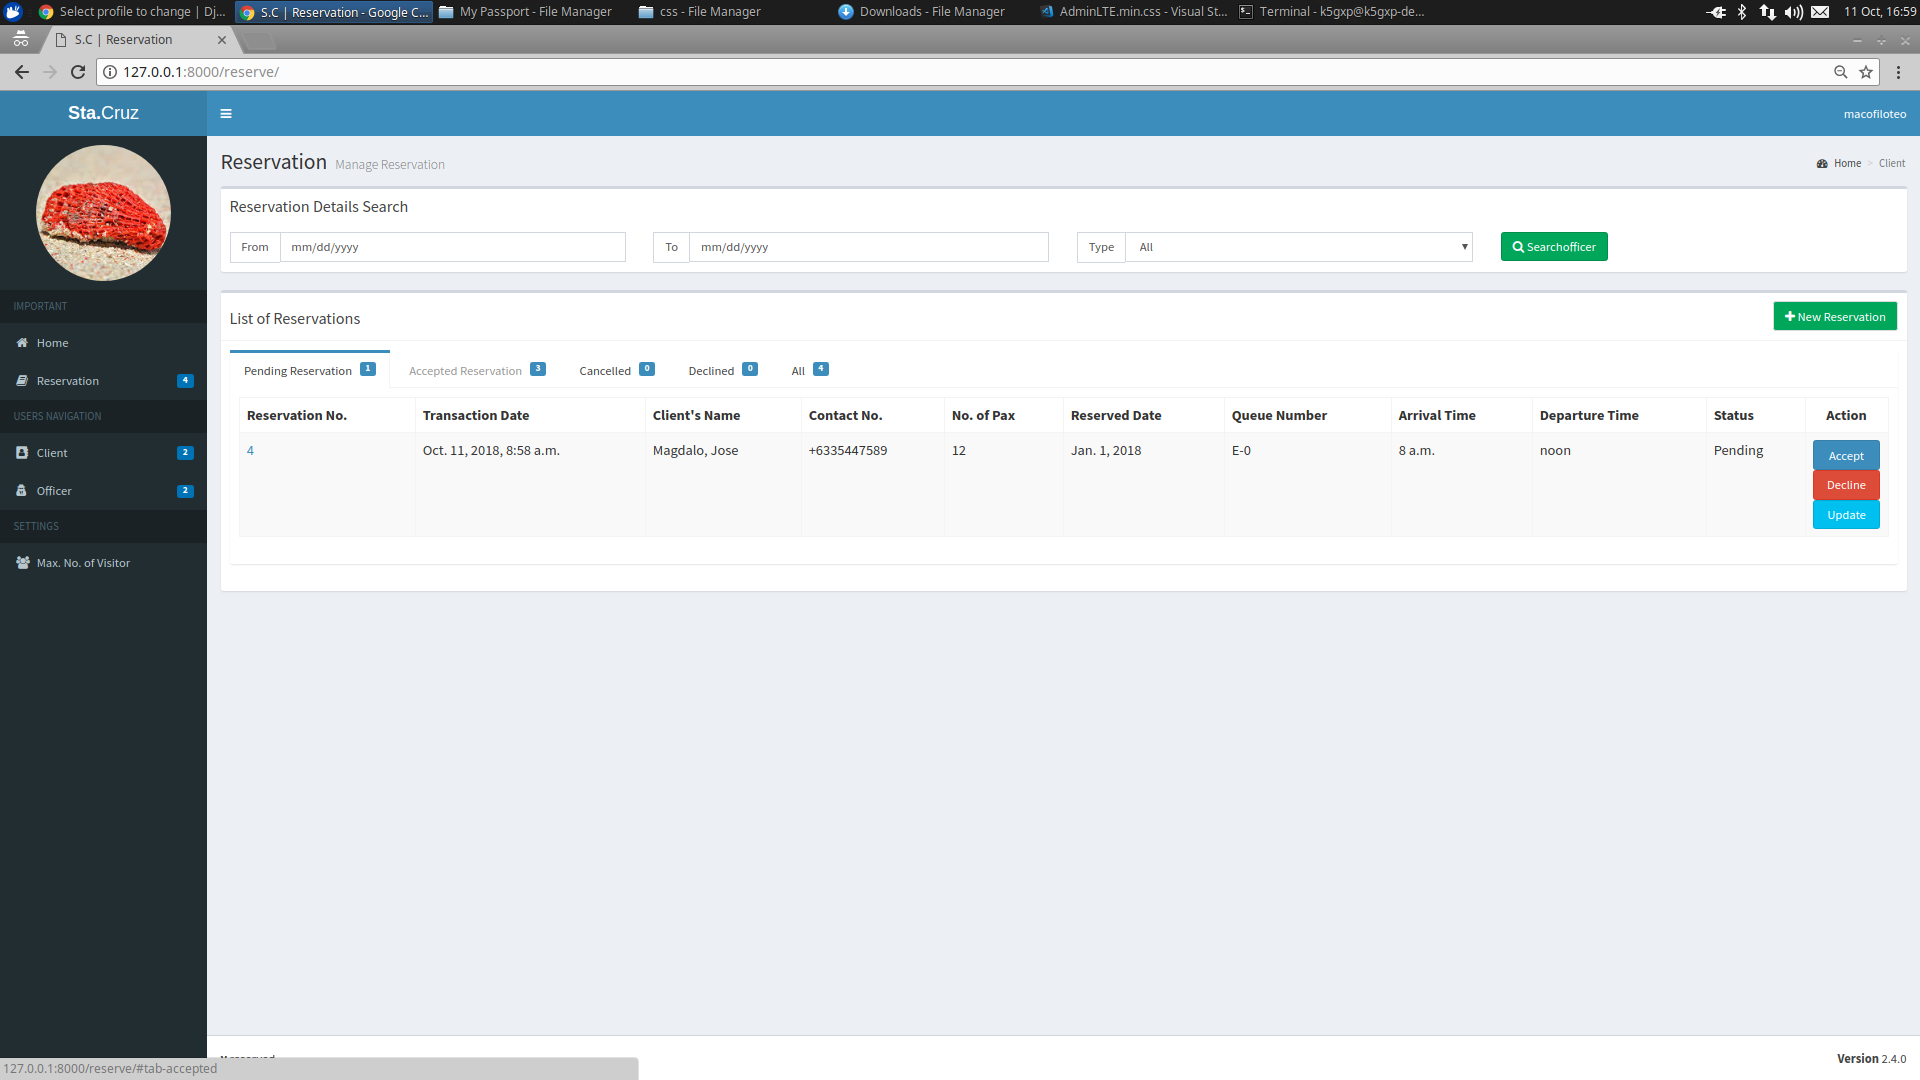 Select profile to change | Dj...
S.C | Reservation - Google C...
My Passport - File Manager
css - File Manager
Downloads - File Manager
AdminLTE.min.css - Visual St...
Terminal - k5gxp@k5gxp-de...
11 Oct, 16:59
S.C | Reservation
127.0.0.1:8000/reserve/
Sta.Cruz
macofiloteo
Reservation Manage Reservation
Home > Client
Reservation Details Search
From mm/dd/yyyy
To mm/dd/yyyy
Type All
Searchofficer
IMPORTANT
Home
Reservation 4
USERS NAVIGATION
Client 2
Officer 2
SETTINGS
Max. No. of Visitor
List of Reservations
New Reservation
Pending Reservation 1
Accepted Reservation 3
Cancelled 0
Declined 0
All 4
Reservation No. Transaction Date Client's Name Contact No. No. of Pax Reserved Date Queue Number Arrival Time Departure Time Status Action
4 Oct. 11, 2018, 8:58 a.m. Magdalo, Jose +6335447589 12 Jan. 1, 2018 E-0 8 a.m. noon Pending
Accept
Decline
Update
Version 2.4.0
127.0.0.1:8000/reserve/#tab-accepted